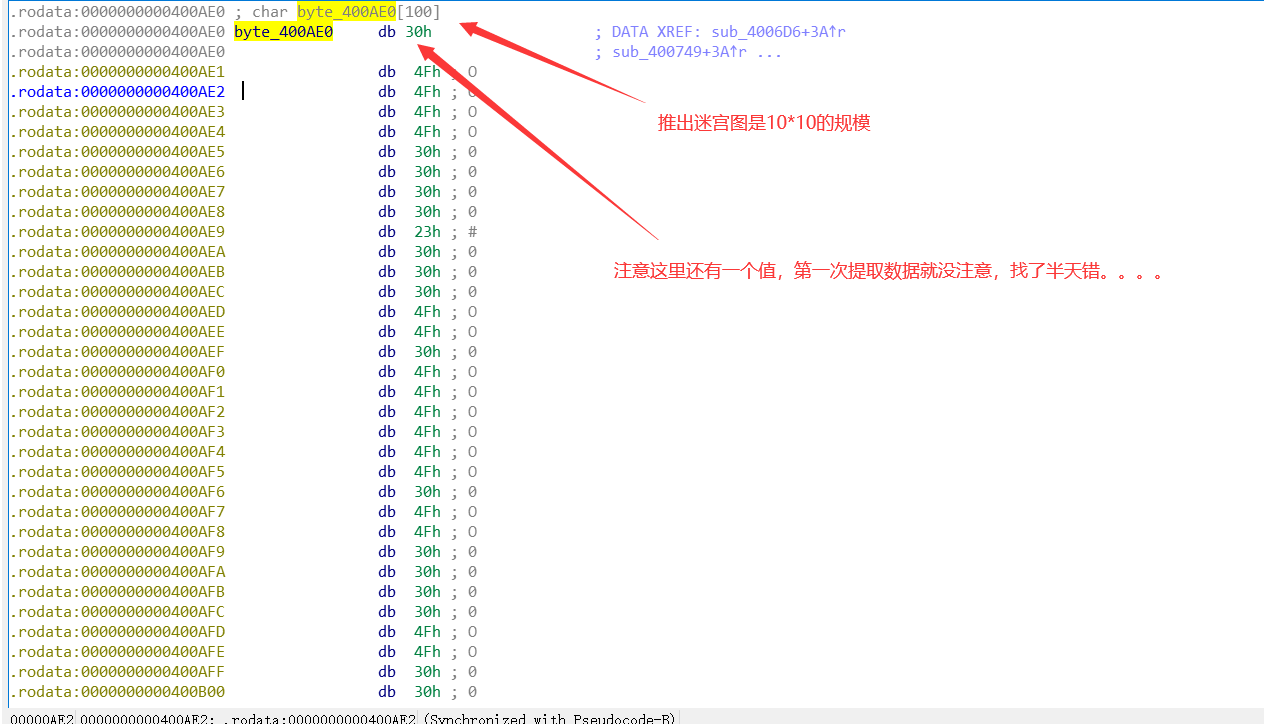 .rodata:0000000000400AE0 ; char byte_400AE0[100]
.rodata:0000000000400AE0 byte_400AE0 db 30h ; DATA XREF: sub_4006D6+3A↑r
.rodata:0000000000400AE0 ; sub_400749+3A↑r ...
.rodata:0000000000400AE1 db 4Fh ; O
.rodata:0000000000400AE2 db 4Fh ; O
.rodata:0000000000400AE3 db 4Fh ; O
.rodata:0000000000400AE4 db 4Fh ; O
推出迷宫图是10*10的规模
.rodata:0000000000400AE5 db 30h ; 0
.rodata:0000000000400AE6 db 30h ; 0
.rodata:0000000000400AE7 db 30h ; 0
.rodata:0000000000400AE8 db 30h ; 0
.rodata:0000000000400AE9 db 23h ; #
.rodata:0000000000400AEA db 30h ; 0
.rodata:0000000000400AEB db 30h ; 0
注意这里还有一个值，第一次提取数据就没注意，找了半天错。。。。
.rodata:0000000000400AEC db 30h ; 0
.rodata:0000000000400AED db 4Fh ; O
.rodata:0000000000400AEE db 4Fh ; O
.rodata:0000000000400AEF db 30h ; 0
.rodata:0000000000400AF0 db 4Fh ; O
.rodata:0000000000400AF1 db 4Fh ; O
.rodata:0000000000400AF2 db 4Fh ; O
.rodata:0000000000400AF3 db 4Fh ; O
.rodata:0000000000400AF4 db 4Fh ; O
.rodata:0000000000400AF5 db 4Fh ; O
.rodata:0000000000400AF6 db 30h ; 0
.rodata:0000000000400AF7 db 4Fh ; O
.rodata:0000000000400AF8 db 4Fh ; O
.rodata:0000000000400AF9 db 30h ; 0
.rodata:0000000000400AFA db 30h ; 0
.rodata:0000000000400AFB db 30h ; 0
.rodata:0000000000400AFC db 30h ; 0
.rodata:0000000000400AFD db 4Fh ; O
.rodata:0000000000400AFE db 4Fh ; O
.rodata:0000000000400AFF db 30h ; 0
.rodata:0000000000400B00 db 30h ; 0
00000AE2 0000000000400AE2: .rodata:0000000000400AE2 (Synchronized with Pseudocode-B)